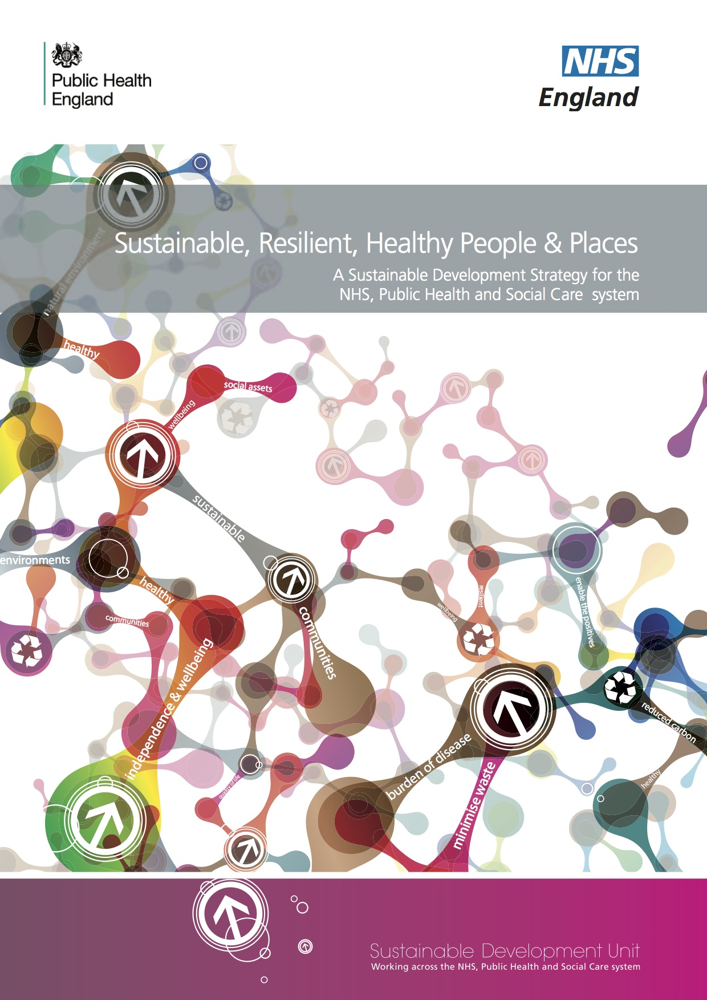 Public Health
England
NHS
England
Sustainable, Resilient, Healthy People & Places
A Sustainable Development Strategy for the
NHS, Public Health and Social Care system
natural environment
healthy
social assets
wellbeing
sustainable
environments
healthy
communities
communities
independence & wellbeing
wellbeing
resilient
enable the positives
reduced carbon
burden of disease
minimise waste
quality of life
healthy
Sustainable Development Unit
Working across the NHS, Public Health and Social Care system